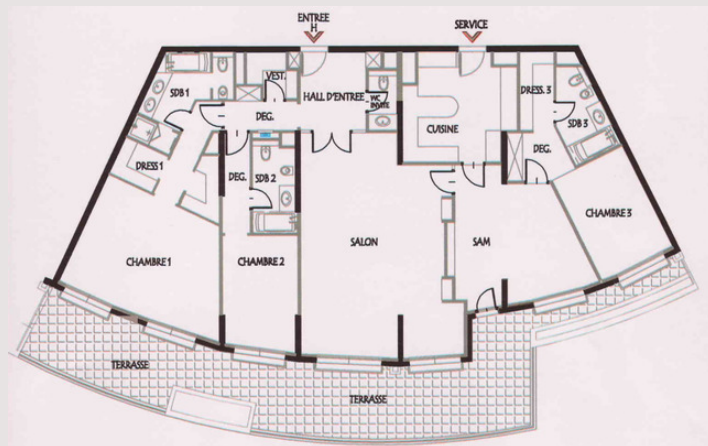 ENTREE
H
SERVICE
SDB 1
VEST.
HALL D'ENTREE
WC
INVITE
DRESS. 3
SDB 3
DEG.
CUISINE
DEG.
DRESS 1
DEG.
SDB 2
CHAMBRE 3
SALON
SAM
CHAMBRE 1
CHAMBRE 2
TERRASSE
TERRASSE